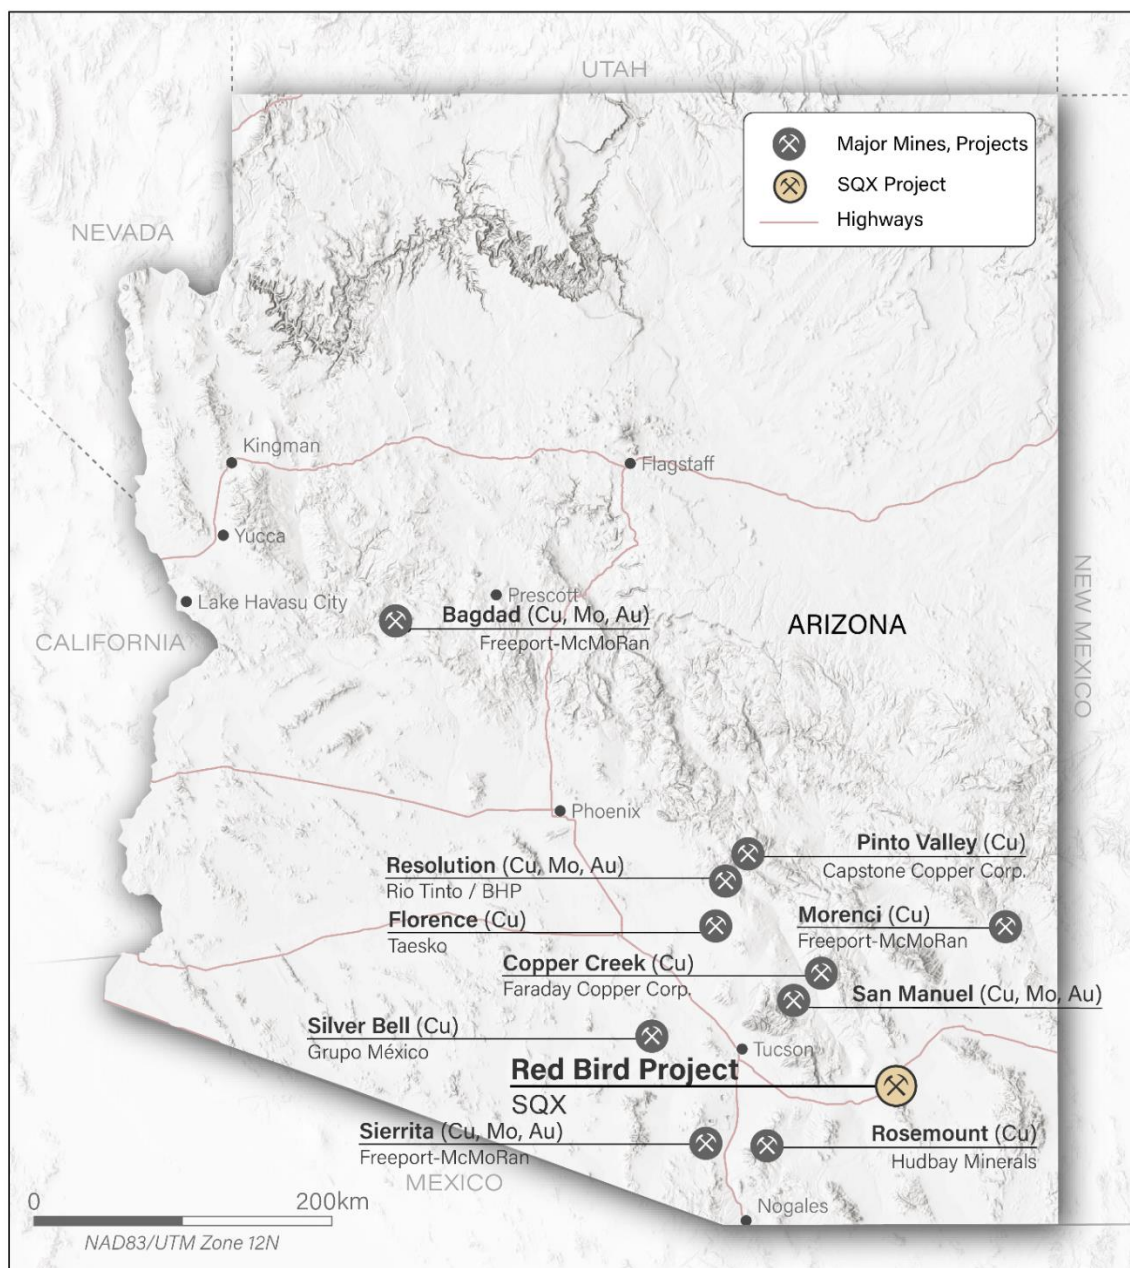 UTAH
Major Mines, Projects
SQX Project
Highways
NEVADA
Kingman
Flagstaff
Yucca
Lake Havasu City
Prescott
Bagdad (Cu, Mo, Au)
Freeport-McMoRan
ARIZONA
CALIFORNIA
NEW MEXICO
Phoenix
Pinto Valley (Cu)
Capstone Copper Corp.
Resolution (Cu, Mo, Au)
Rio Tinto / BHP
Florence (Cu)
Taesko
Morenci (Cu)
Freeport-McMoRan
Copper Creek (Cu)
Faraday Copper Corp.
San Manuel (Cu, Mo, Au)
Silver Bell (Cu)
Grupo México
Tucson
Red Bird Project
SQX
Sierrita (Cu, Mo, Au)
Freeport-McMoRan
Rosemount (Cu)
Hudbay Minerals
MEXICO
Nogales
0 200km
NAD83/UTM Zone 12N